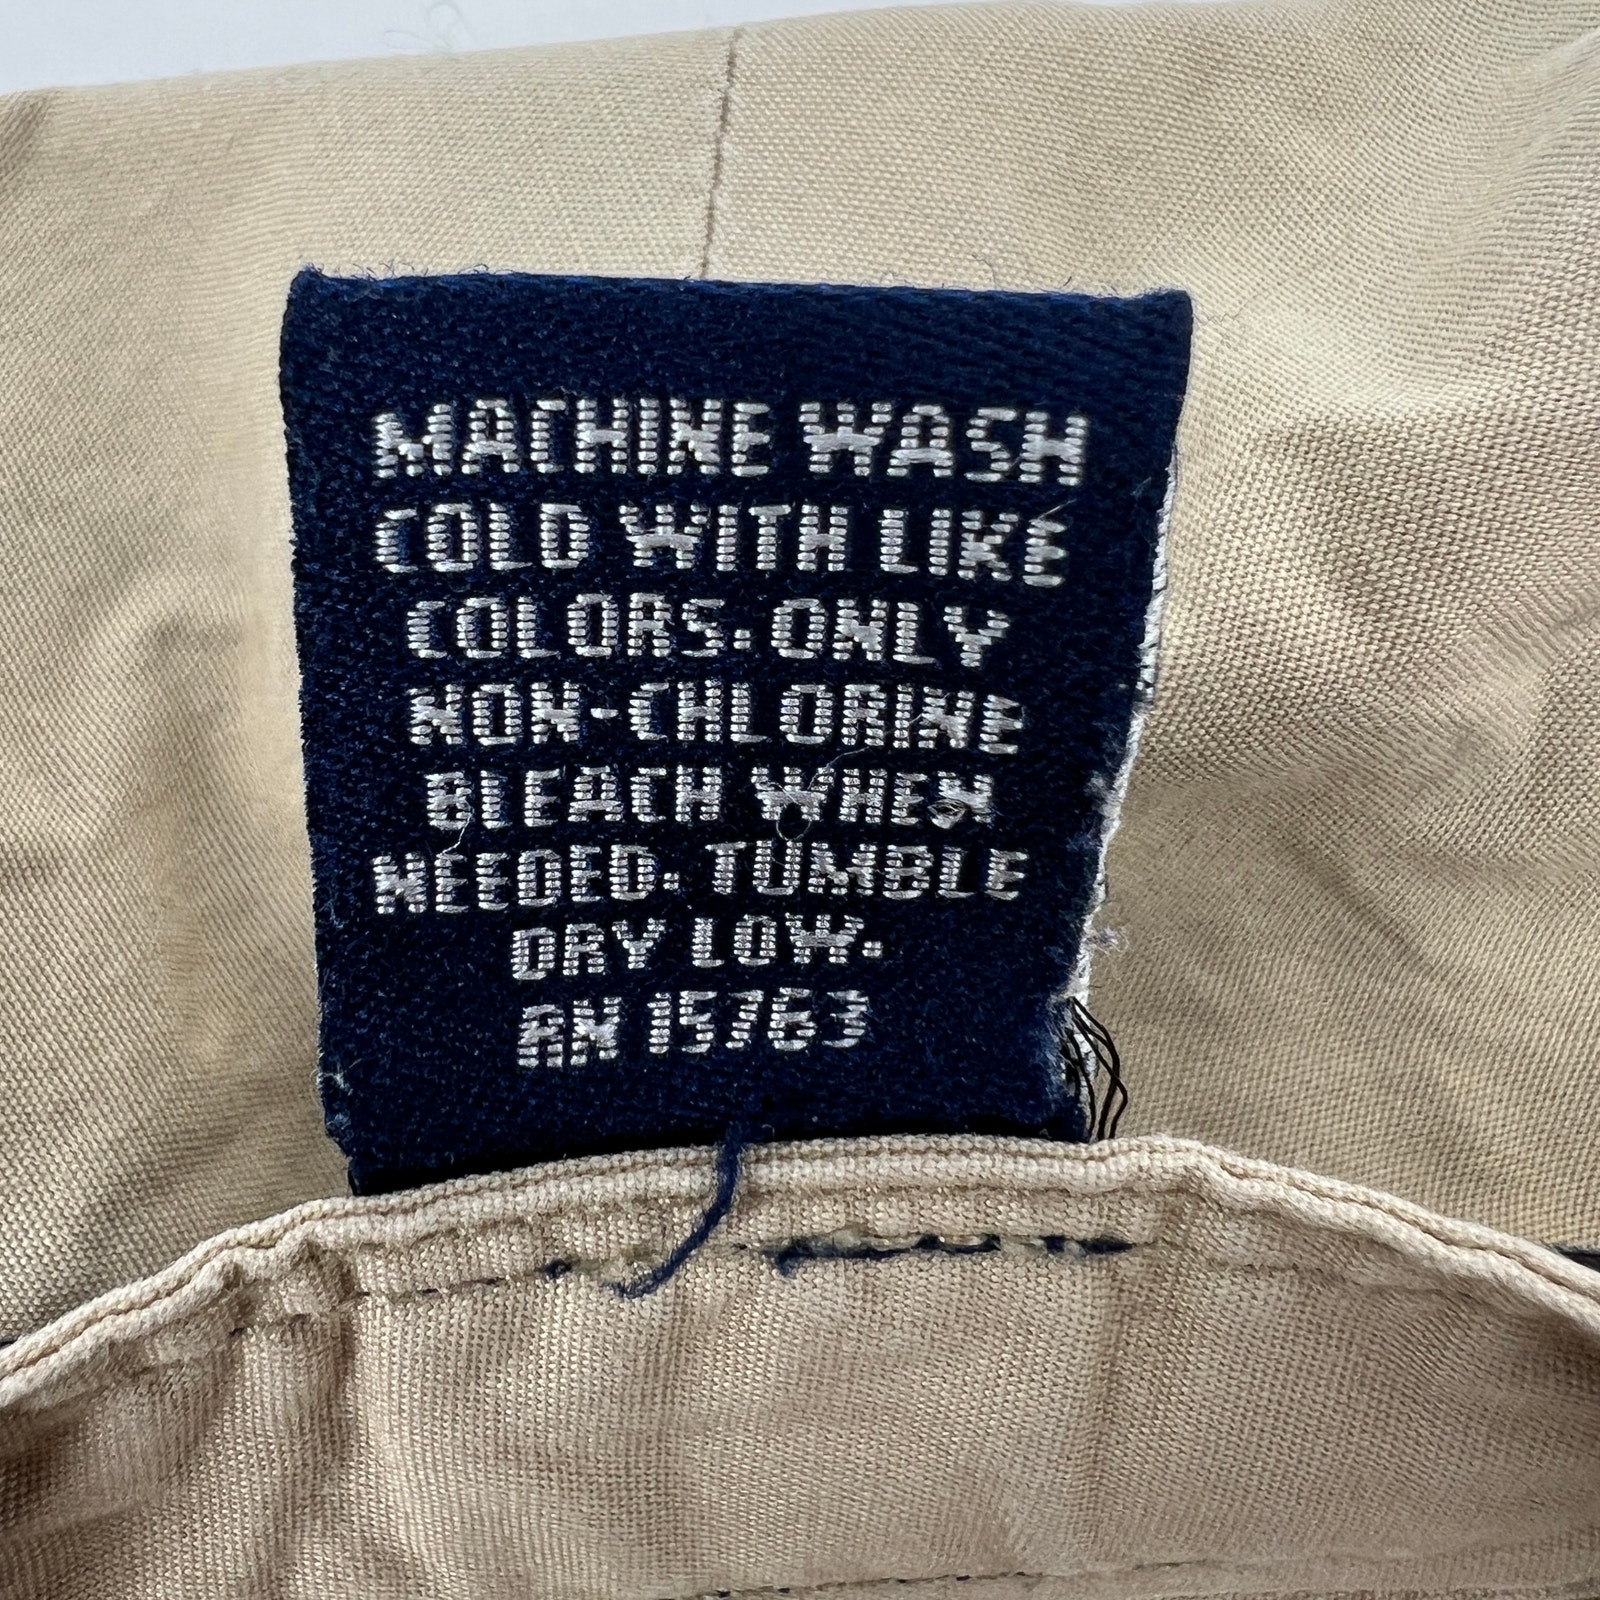 MACHINE WASH
COLD WITH LIKE
COLORS. ONLY
NON-CHLORINE
BLEACH WHEN
NEEDED. TUMBLE
DRY LOW.
RN 15763